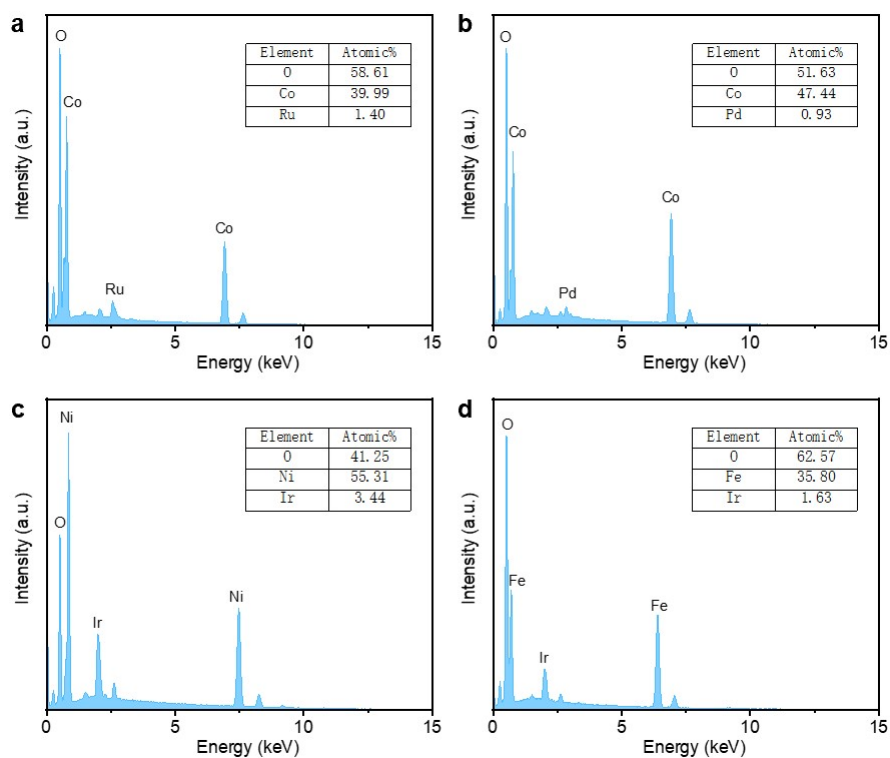 a
O
Co
Ru
Co
Element Atomic%
O 58.61
Co 39.99
Ru 1.40
Intensity (a.u.)
0 5 10 15
Energy (keV)
b
O
Co
Pd
Co
Element Atomic%
O 51.63
Co 47.44
Pd 0.93
Intensity (a.u.)
0 5 10 15
Energy (keV)
c
Ni
O
Ir
Ni
Element Atomic%
O 41.25
Ni 55.31
Ir 3.44
Intensity (a.u.)
0 5 10 15
Energy (keV)
d
O
Fe
Ir
Fe
Element Atomic%
O 62.57
Fe 35.80
Ir 1.63
Intensity (a.u.)
0 5 10 15
Energy (keV)